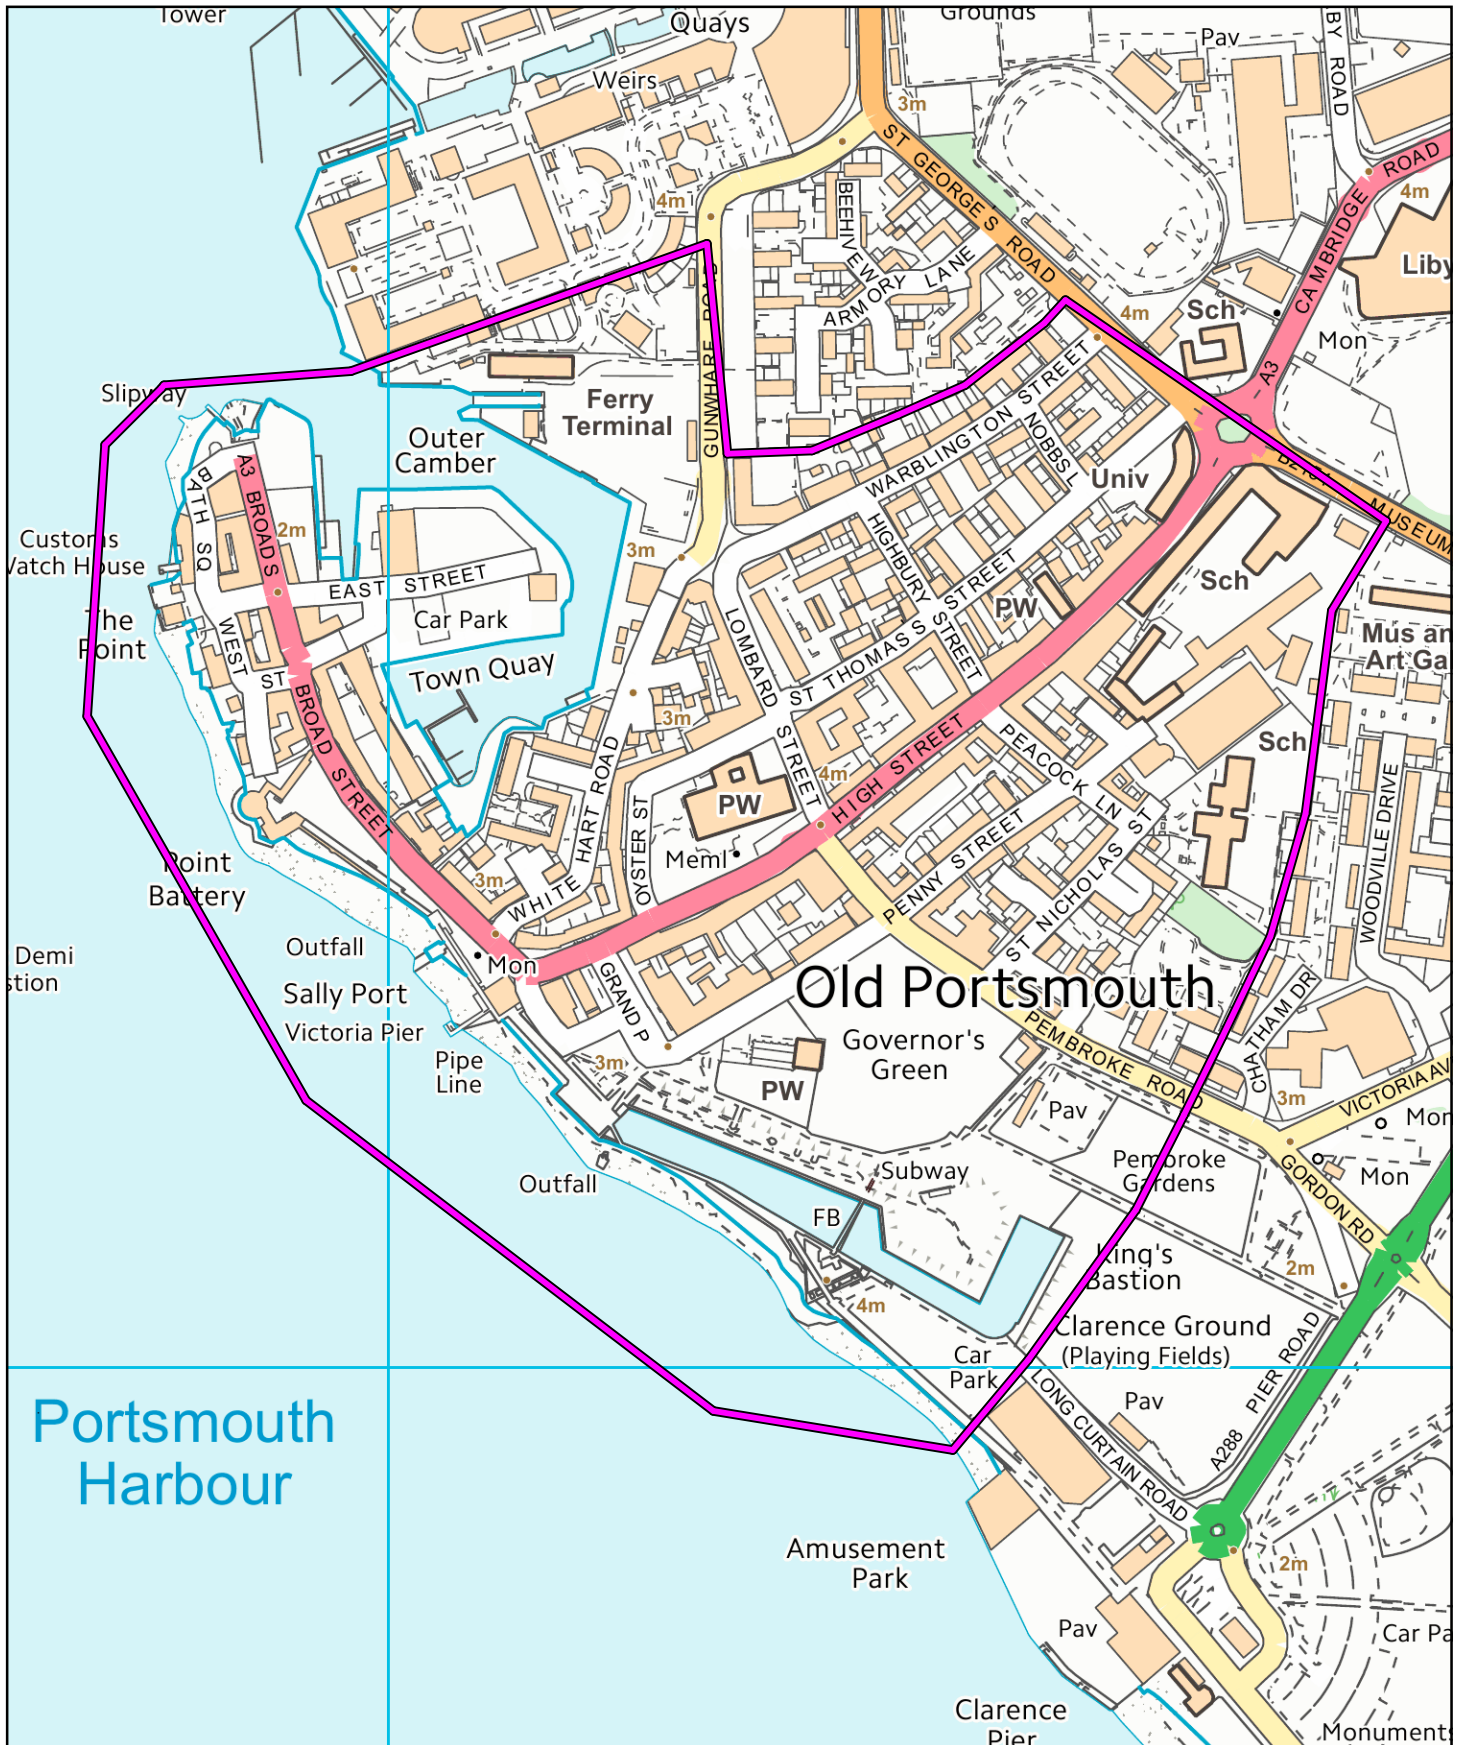 Tower
Quays
Grounds
Pav
BY ROAD
Weirs
3m
ST GEORGE'S ROAD
ROAD
4m
CAMBRIDGE
4m
BEEHIVE W
ARMORY LANE
Liby
Sch
4m
Mon
A3
GUNWHARF ROAD
Slipway
Ferry
Terminal
Outer
Camber
WARBLINGTON STREET
NOBBS L
Univ
BATH SQ
A3 BROAD S
2m
MUSEUM
Customs
Watch House
3m
HIGHBURY STREET
EAST STREET
Car Park
PW
Sch
The
Point
WEST ST
LOMBARD STREET
ST THOMAS'S STREET
Mus an
Art Ga
Town Quay
3m
BROAD STREET
Sch
HART ROAD
4m
HIGH STREET
PEACOCK LN
PW
OYSTER ST
Meml
PENNY STREET
ST NICHOLAS ST
WOODVILLE DRIVE
Point
Battery
3m
WHITE
Outfall
Mon
Demi
stion
Sally Port
Victoria Pier
GRAND P
Old Portsmouth
CHATHAM DR
Pipe
Line
3m
Governor's
Green
PEMBROKE ROAD
PW
Pav
3m
VICTORIA AV
Mon
Outfall
Subway
Pembroke
Gardens
Mon
GORDON RD
FB
King's
Bastion
2m
4m
Clarence Ground
(Playing Fields)
Car
Park
PIER ROAD
Portsmouth
Harbour
LONG CURTAIN ROAD
Pav
A288
Amusement
Park
2m
Pav
Car Pa
Clarence
Pier
Monuments